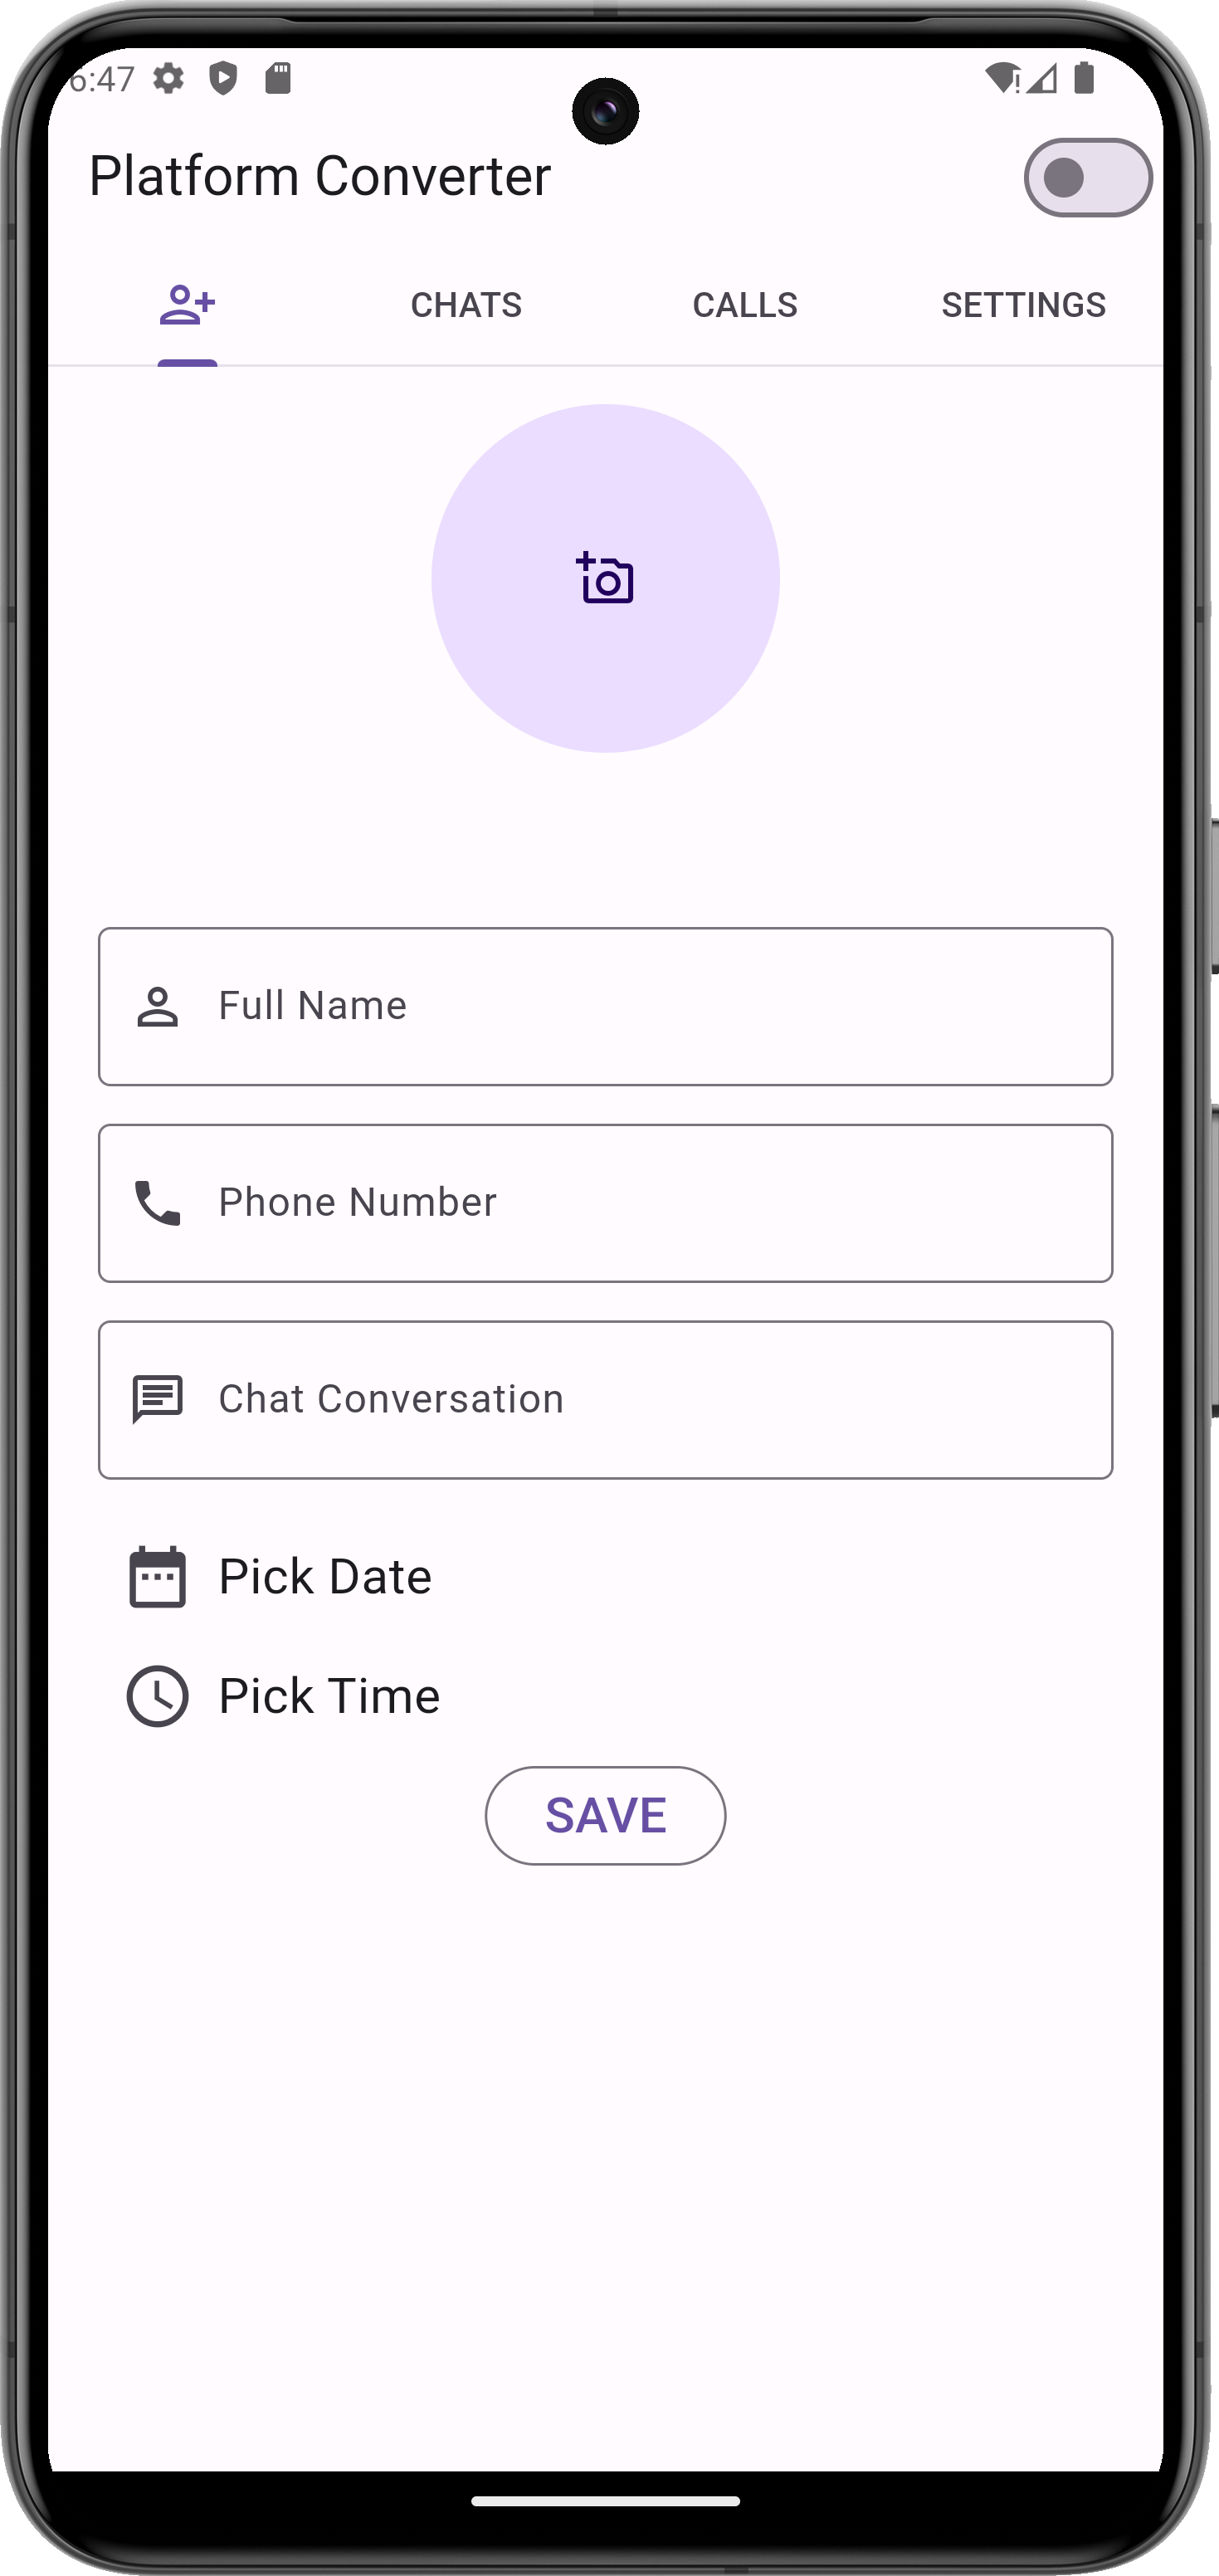 6:47
Platform Converter
CHATS CALLS SETTINGS
Full Name
Phone Number
Chat Conversation
Pick Date
Pick Time
SAVE